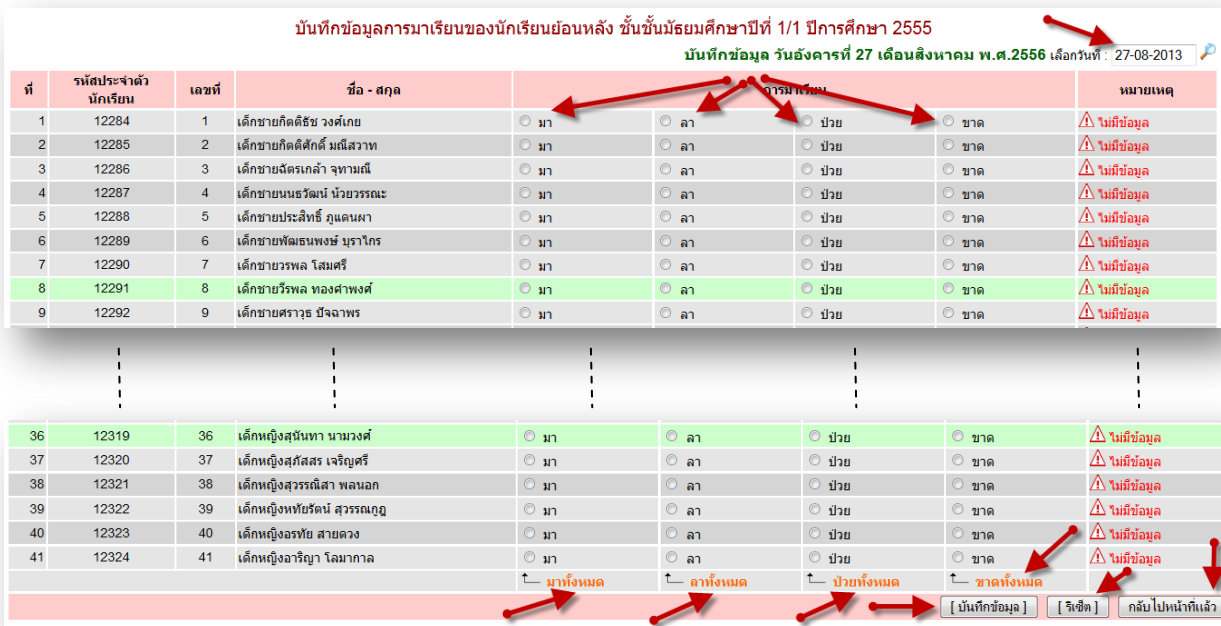 บันทึกข้อมูลการมาเรียนของนักเรียนย้อนหลัง ชั้นชั้นมัธยมศึกษาปีที่ 1/1 ปีการศึกษา 2555
บันทึกข้อมูล วันอังคารที่ 27 เดือนสิงหาคม พ.ศ.2556 เลือกวันที่ : 27-08-2013
ที่ รหัสประจำตัวนักเรียน เลขที่ ชื่อ - สกุล การมาเรียน หมายเหตุ
1 12284 1 เด็กชายกิตติธัช วงศ์เกย มา ลา ป่วย ขาด ไม่มีข้อมูล
2 12285 2 เด็กชายกิตติศักดิ์ มณีสวาท มา ลา ป่วย ขาด ไม่มีข้อมูล
3 12286 3 เด็กชายฉัตรเกล้า จุทามณี มา ลา ป่วย ขาด ไม่มีข้อมูล
4 12287 4 เด็กชายนนธวัฒน์ น้วยวรรณะ มา ลา ป่วย ขาด ไม่มีข้อมูล
5 12288 5 เด็กชายประสิทธิ์ ภูแดนผา มา ลา ป่วย ขาด ไม่มีข้อมูล
6 12289 6 เด็กชายพัฒธนพงษ์ บุราไกร มา ลา ป่วย ขาด ไม่มีข้อมูล
7 12290 7 เด็กชายวรพล โสมศรี มา ลา ป่วย ขาด ไม่มีข้อมูล
8 12291 8 เด็กชายวีรพล ทองศาพงศ์ มา ลา ป่วย ขาด ไม่มีข้อมูล
9 12292 9 เด็กชายศราวุธ ปัจฉาพร มา ลา ป่วย ขาด ไม่มีข้อมูล
36 12319 36 เด็กหญิงสุนันทา นามวงศ์ มา ลา ป่วย ขาด ไม่มีข้อมูล
37 12320 37 เด็กหญิงสุภัสสร เจริญศรี มา ลา ป่วย ขาด ไม่มีข้อมูล
38 12321 38 เด็กหญิงสุวรรณิสา พลนอก มา ลา ป่วย ขาด ไม่มีข้อมูล
39 12322 39 เด็กหญิงหทัยรัตน์ สุวรรณกูฏ มา ลา ป่วย ขาด ไม่มีข้อมูล
40 12323 40 เด็กหญิงอรทัย สายดวง มา ลา ป่วย ขาด ไม่มีข้อมูล
41 12324 41 เด็กหญิงอาริญา โลมากาล มา ลา ป่วย ขาด ไม่มีข้อมูล
มาทั้งหมด ลาทั้งหมด ป่วยทั้งหมด ขาดทั้งหมด
[ บันทึกข้อมูล ] [ รีเซ็ต ] กลับไปหน้าที่แล้ว